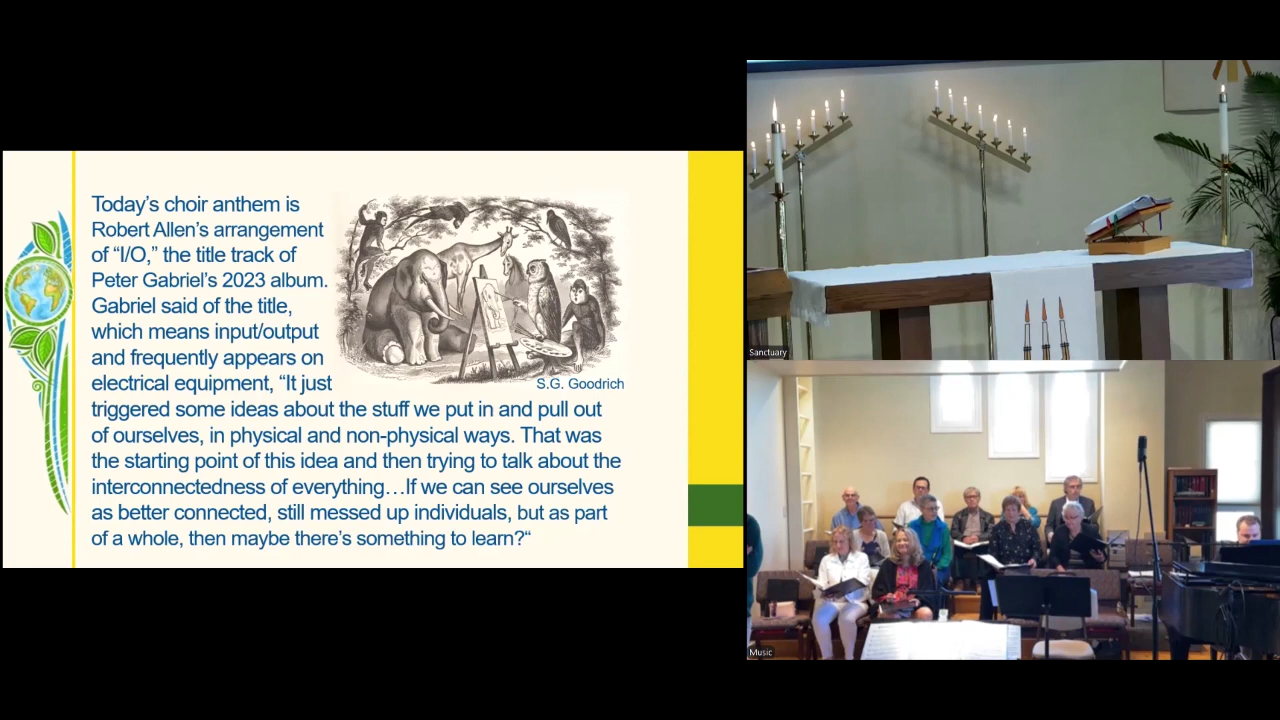 Today’s choir anthem is
Robert Allen’s arrangement
of “I/O,” the title track of
Peter Gabriel’s 2023 album.
Gabriel said of the title,
which means input/output
and frequently appears on
electrical equipment, “It just
S.G. Goodrich
triggered some ideas about the stuff we put in and pull out
of ourselves, in physical and non-physical ways. That was
the starting point of this idea and then trying to talk about the
interconnectedness of everything…If we can see ourselves
as better connected, still messed up individuals, but as part
of a whole, then maybe there’s something to learn?“
Sanctuary
Music